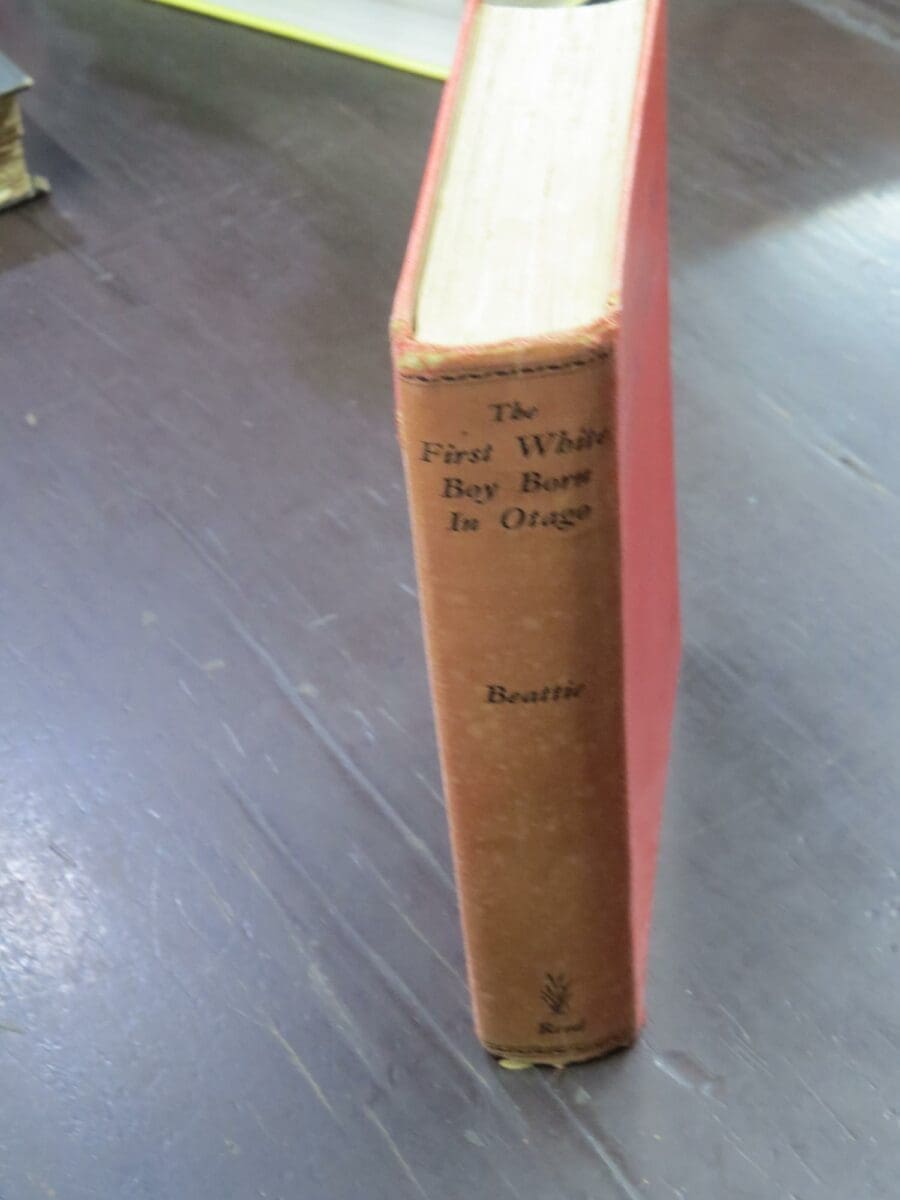 The
First White
Boy Born
In Otago
Beattie
Reed